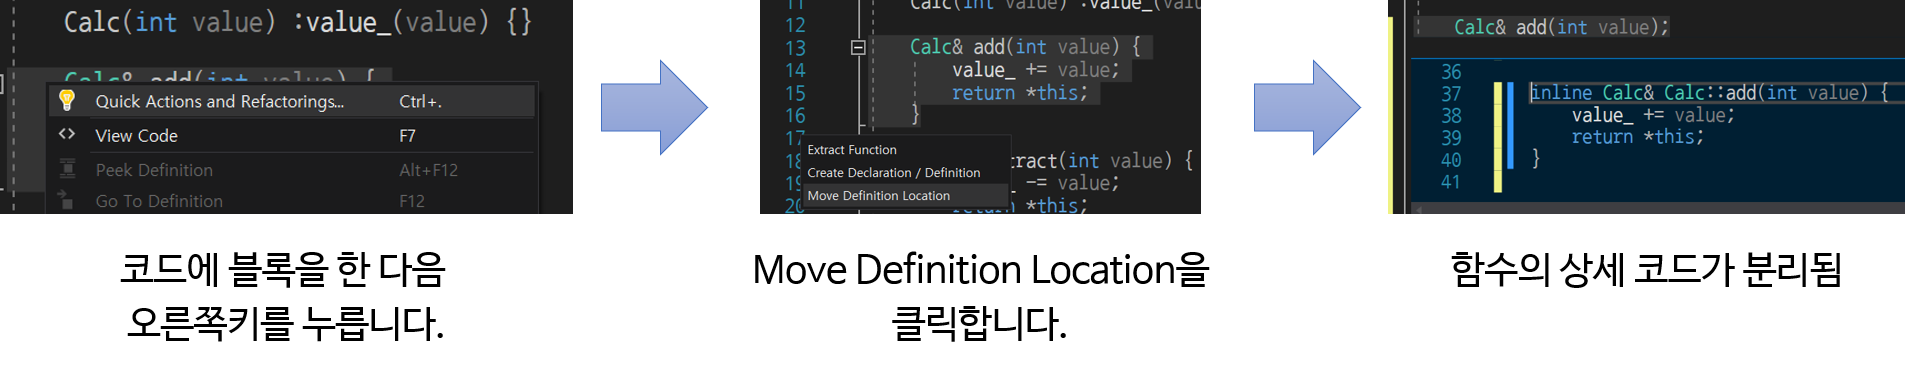 Calc(int value) :value_(value) {}
Calc& add(int value) {
Quick Actions and Refactorings... Ctrl+.
View Code F7
Peek Definition Alt+F12
Go To Definition F12
11 Calc(int value) :value_(valu
12
13 Calc& add(int value) {
14 value_ += value;
15 return *this;
16 }
17
Extract Function
18 tract(int value) {
Create Declaration / Definition
19 -= value;
Move Definition Location
20 return *this;
Calc& add(int value);
36
37 inline Calc& Calc::add(int value) {
38 value_ += value;
39 return *this;
40 }
41
코드에 블록을 한 다음
오른쪽키를 누릅니다.
Move Definition Location을
클릭합니다.
함수의 상세 코드가 분리됨